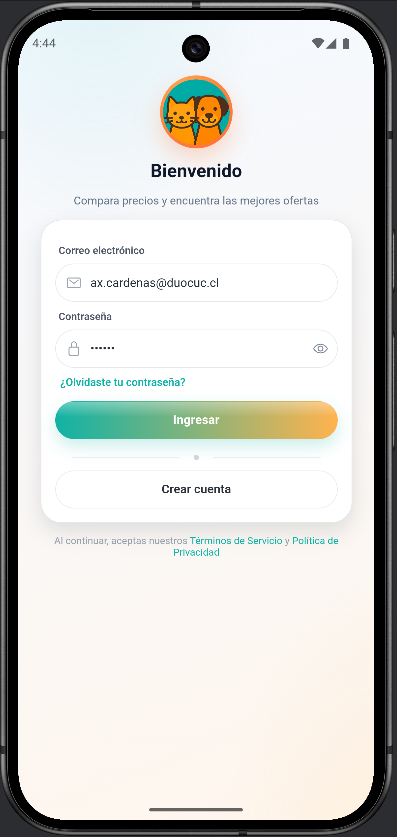 4:44
Bienvenido
Compara precios y encuentra las mejores ofertas
Correo electrónico
ax.cardenas@duocuc.cl
Contraseña
••••••
¿Olvidaste tu contraseña?
Ingresar
Crear cuenta
Al continuar, aceptas nuestros Términos de Servicio y Política de
Privacidad